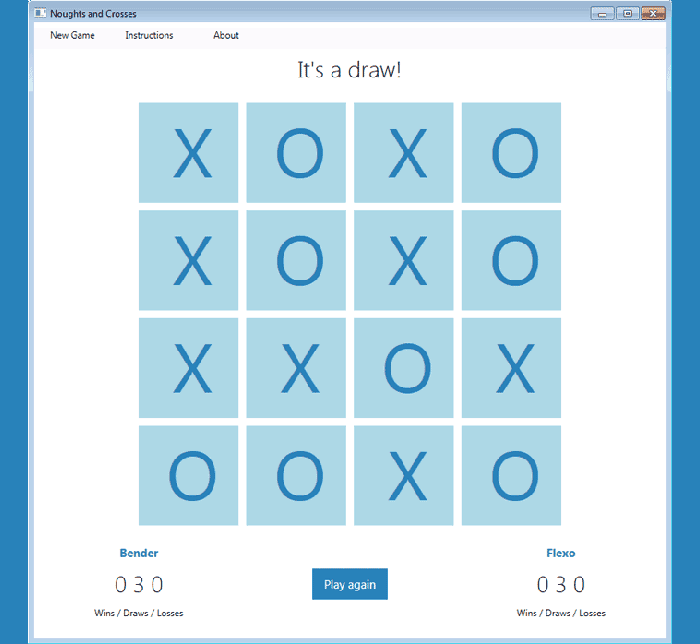 Noughts and Crosses
New Game Instructions About
It's a draw!
X O X O
X O X O
X X O X
O O X O
Bender Flexo
0 3 0 Play again 0 3 0
Wins / Draws / Losses Wins / Draws / Losses